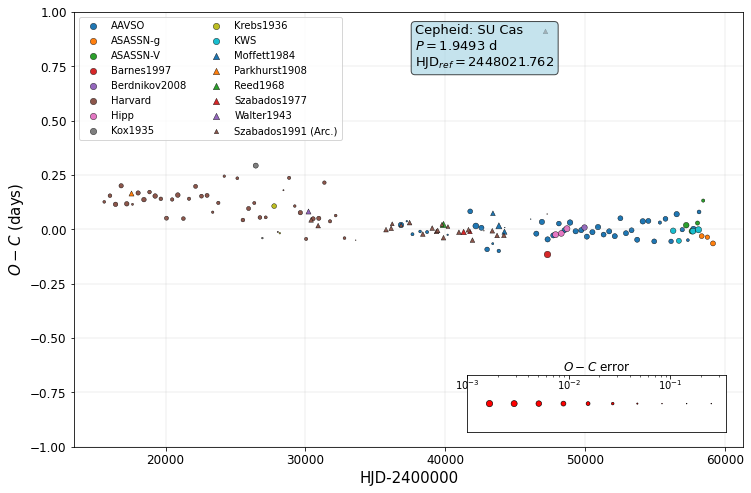 AAVSO
ASASSN-g
ASASSN-V
Barnes1997
Berdnikov2008
Harvard
Hipp
Kox1935
Krebs1936
KWS
Moffett1984
Parkhurst1908
Reed1968
Szabados1977
Walter1943
Szabados1991 (Arc.)
Cepheid: SU Cas
P = 1.9493 d
HJD_ref = 2448021.762
1.00
0.75
0.50
0.25
0.00
−0.25
−0.50
−0.75
−1.00
O − C (days)
O − C error
10^−3
10^−2
10^−1
20000
30000
40000
50000
60000
HJD-2400000